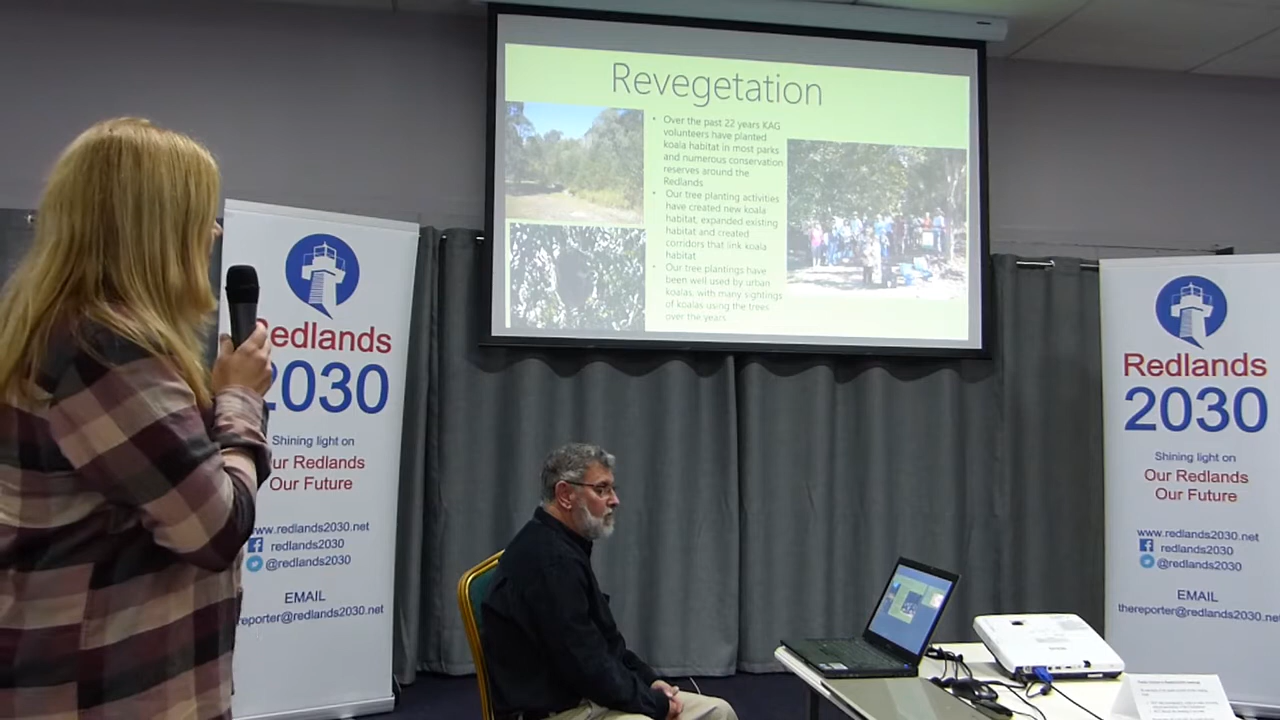 Revegetation
• Over the past 22 years KAG
volunteers have planted
koala habitat in most parks
and numerous conservation
reserves around the
Redlands
• Our tree planting activities
have created new koala
habitat, expanded existing
habitat and created
corridors that link koala
habitat
• Our tree plantings have
been well used by urban
koalas, with many sightings
of koalas using the trees
over the years
edlands
2030
Shining light on
ur Redlands
Our Future
www.redlands2030.net
redlands2030
@redlands2030
EMAIL
ereporter@redlands2030.net
Redlands
2030
Shining light on
Our Redlands
Our Future
www.redlands2030.net
redlands2030
@redlands2030
EMAIL
thereporter@redlands2030.net